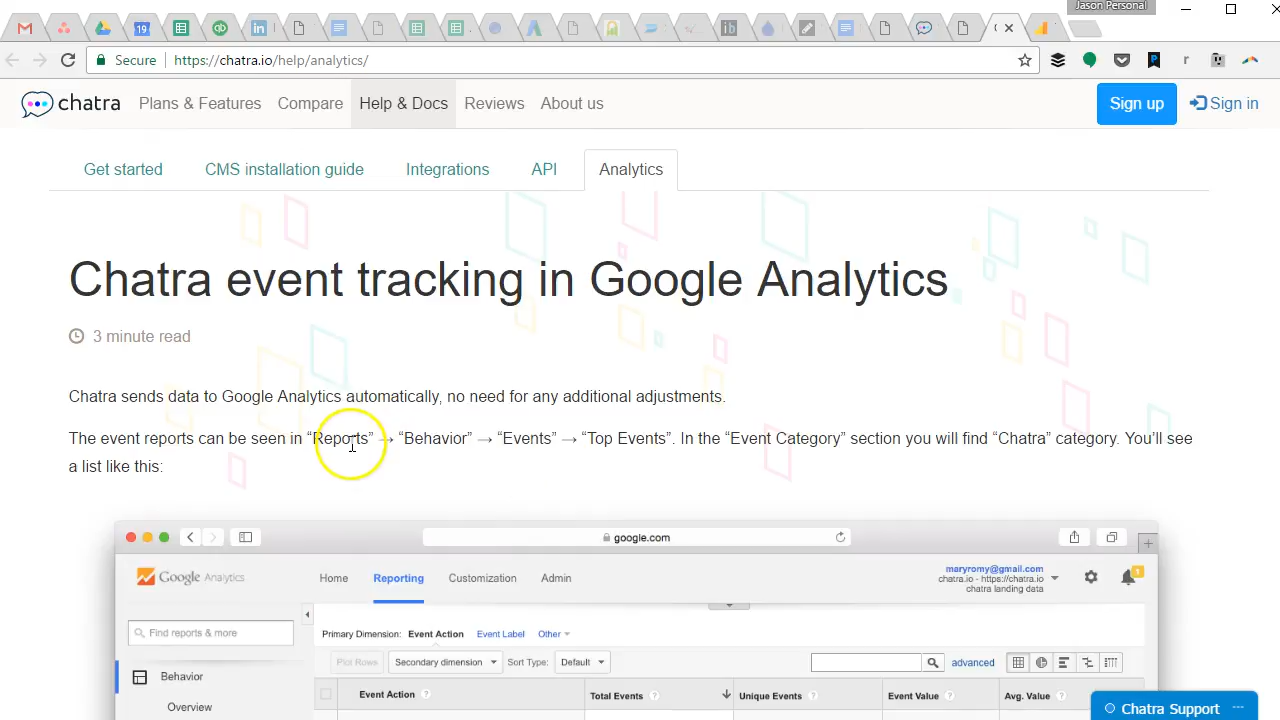 Jason Personal
Secure
https://chatra.io/help/analytics/
chatra
Plans & Features
Compare
Help & Docs
Reviews
About us
Sign up
Sign in
Get started
CMS installation guide
Integrations
API
Analytics
Chatra event tracking in Google Analytics
3 minute read
Chatra sends data to Google Analytics automatically, no need for any additional adjustments.
The event reports can be seen in “Reports” → “Behavior” → “Events” → “Top Events”. In the “Event Category” section you will find “Chatra” category. You’ll see
a list like this:
google.com
Google Analytics
Home
Reporting
Customization
Admin
maryromy@gmail.com
chatra.io - https://chatra.io
chatra landing data
1
Find reports & more
Primary Dimension: Event Action Event Label Other
Plot Rows
Secondary dimension
Sort Type:
Default
advanced
Behavior
Event Action ?
Total Events ?
Unique Events ?
Event Value ?
Avg. Value ?
Overview
Chatra Support